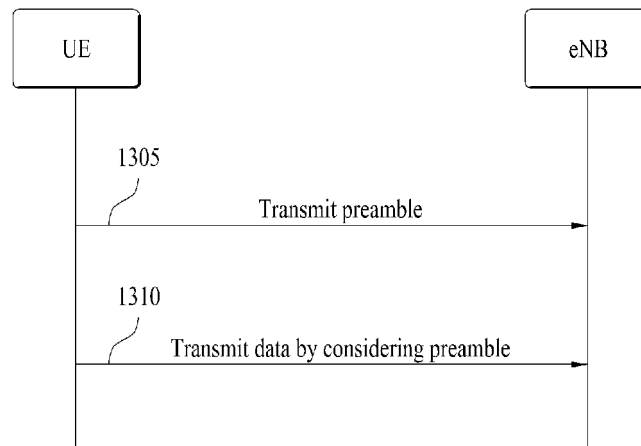 UE
eNB
1305
Transmit preamble
1310
Transmit data by considering preamble